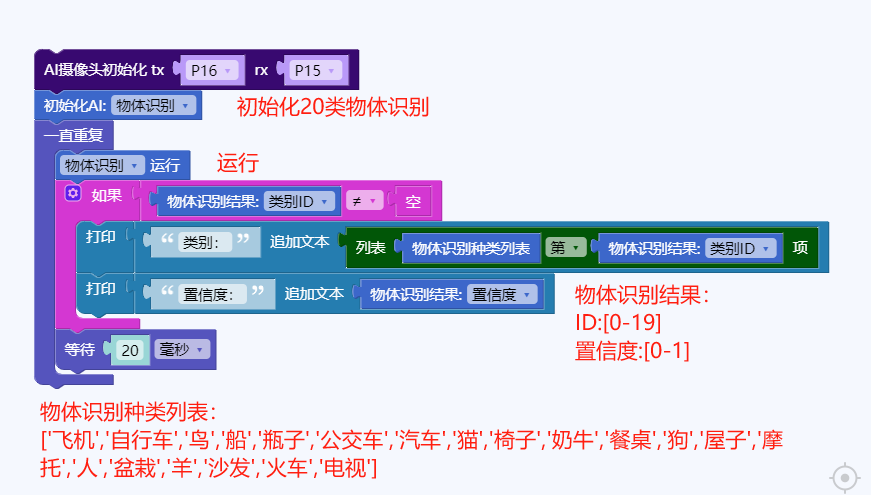 AI摄像头初始化 tx P16 rx P15
初始化AI: 物体识别
初始化20类物体识别
一直重复
物体识别 运行
运行
如果 物体识别结果: 类别ID ≠ 空
打印 “ 类别： ” 追加文本 列表 物体识别种类列表 第 物体识别结果: 类别ID 项
打印 “ 置信度： ” 追加文本 物体识别结果: 置信度
物体识别结果：
ID:[0-19]
置信度:[0-1]
等待 20 毫秒
物体识别种类列表：
['飞机','自行车','鸟','船','瓶子','公交车','汽车','猫','椅子','奶牛','餐桌','狗','屋子','摩
托','人','盆栽','羊','沙发','火车','电视']